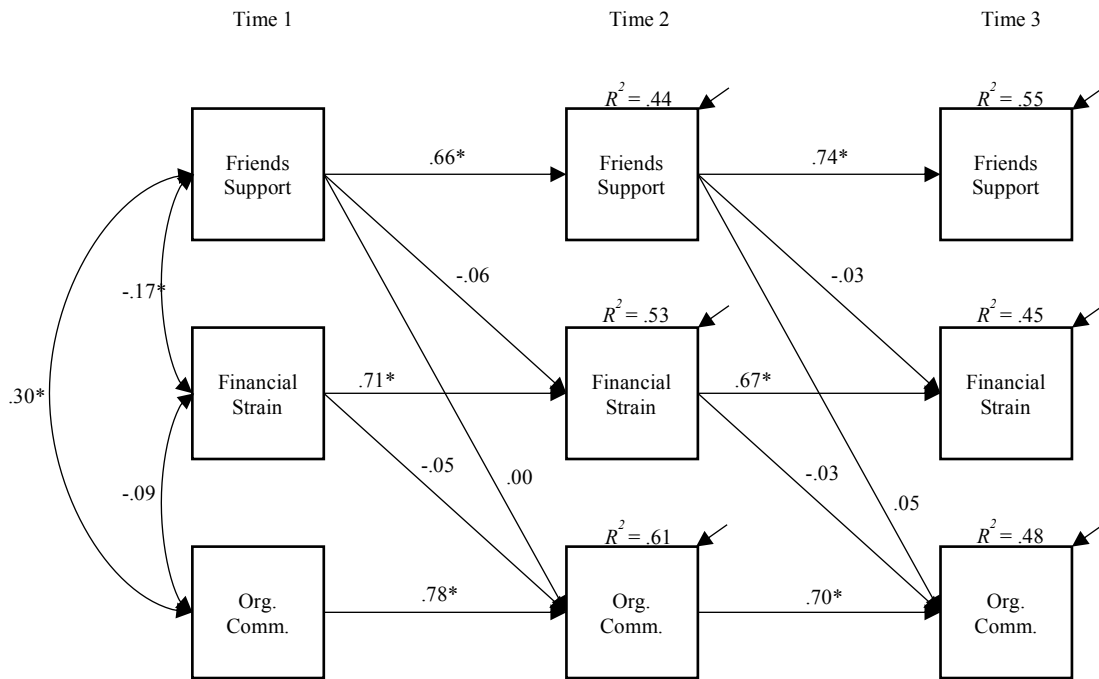 Time 1
Time 2
Time 3
R² = .44
R² = .55
Friends
Support
.66*
Friends
Support
.74*
Friends
Support
-.17*
-.06
-.03
R² = .53
R² = .45
.30*
Financial
Strain
.71*
Financial
Strain
.67*
Financial
Strain
-.09
-.05
.00
-.03
.05
R² = .61
R² = .48
Org.
Comm.
.78*
Org.
Comm.
.70*
Org.
Comm.